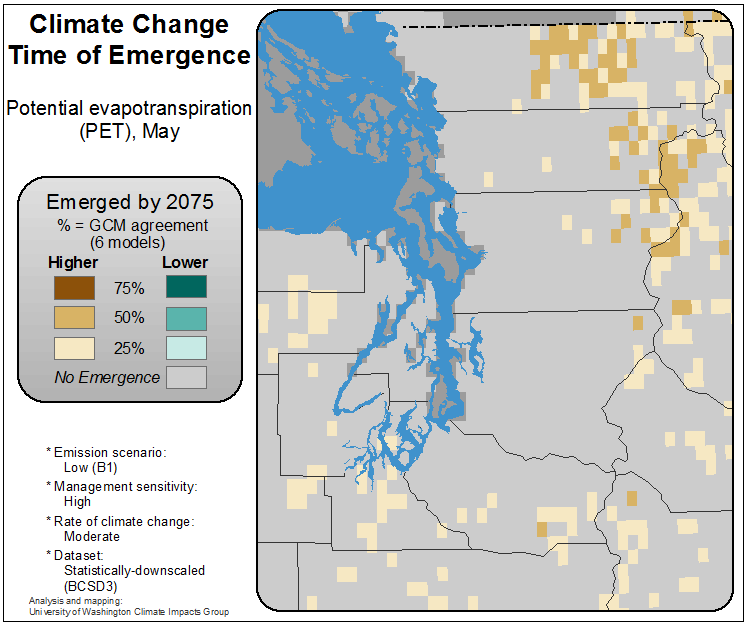 Climate Change
Time of Emergence
Potential evapotranspiration
(PET), May
Emerged by 2075
% = GCM agreement
(6 models)
Higher Lower
75%
50%
25%
No Emergence
* Emission scenario:
Low (B1)
* Management sensitivity:
High
* Rate of climate change:
Moderate
* Dataset:
Statistically-downscaled
(BCSD3)
Analysis and mapping:
University of Washington Climate Impacts Group